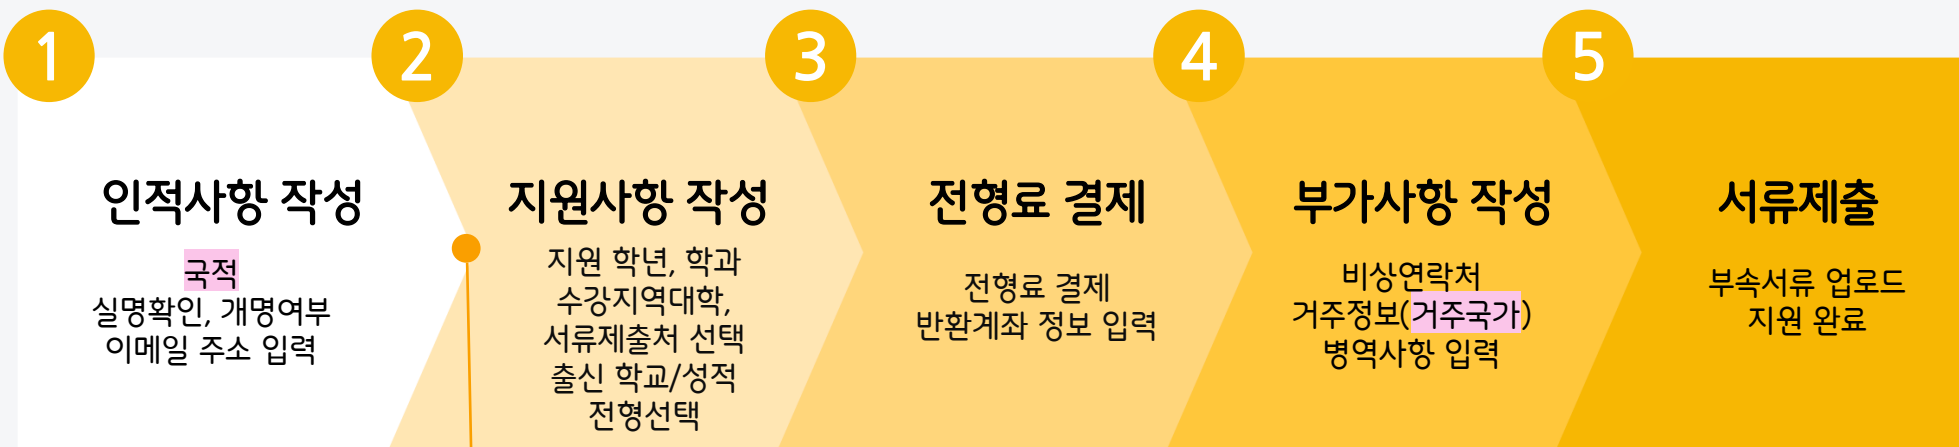 1
인적사항 작성
국적
실명확인, 개명여부
이메일 주소 입력
2
지원사항 작성
지원 학년, 학과
수강지역대학,
서류제출처 선택
출신 학교/성적
전형선택
3
전형료 결제
전형료 결제
반환계좌 정보 입력
4
부가사항 작성
비상연락처
거주정보(거주국가)
병역사항 입력
5
서류제출
부속서류 업로드
지원 완료